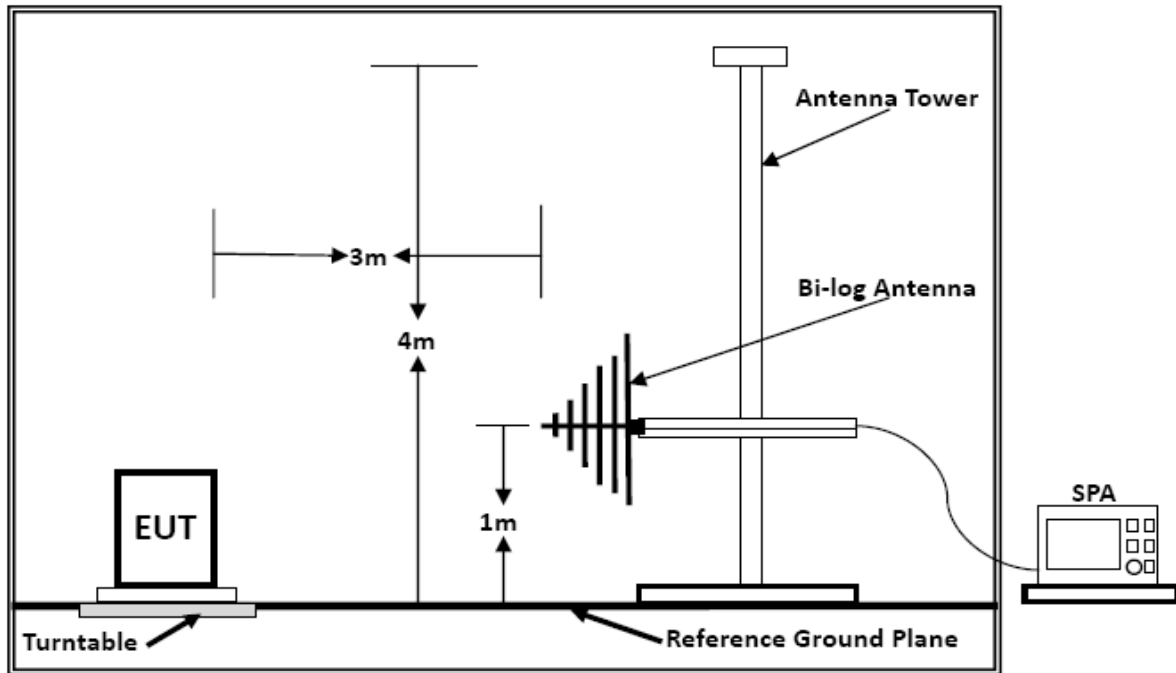 Antenna Tower
3m
Bi-log Antenna
4m
SPA
EUT
1m
Turntable
Reference Ground Plane